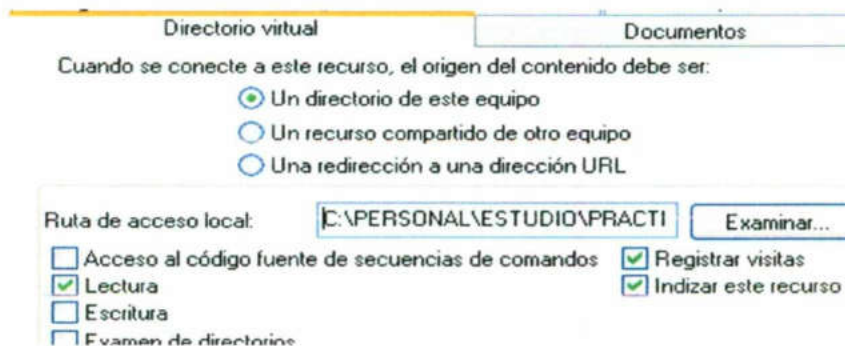 Directorio virtual Documentos
Cuando se conecte a este recurso, el origen del contenido debe ser:
Un directorio de este equipo
Un recurso compartido de otro equipo
Una redirección a una dirección URL
Ruta de acceso local: C:\PERSONAL\ESTUDIO\PRACTI Examinar...
Acceso al código fuente de secuencias de comandos Registrar visitas
Lectura Indizar este recurso
Escritura
Examen de directorios